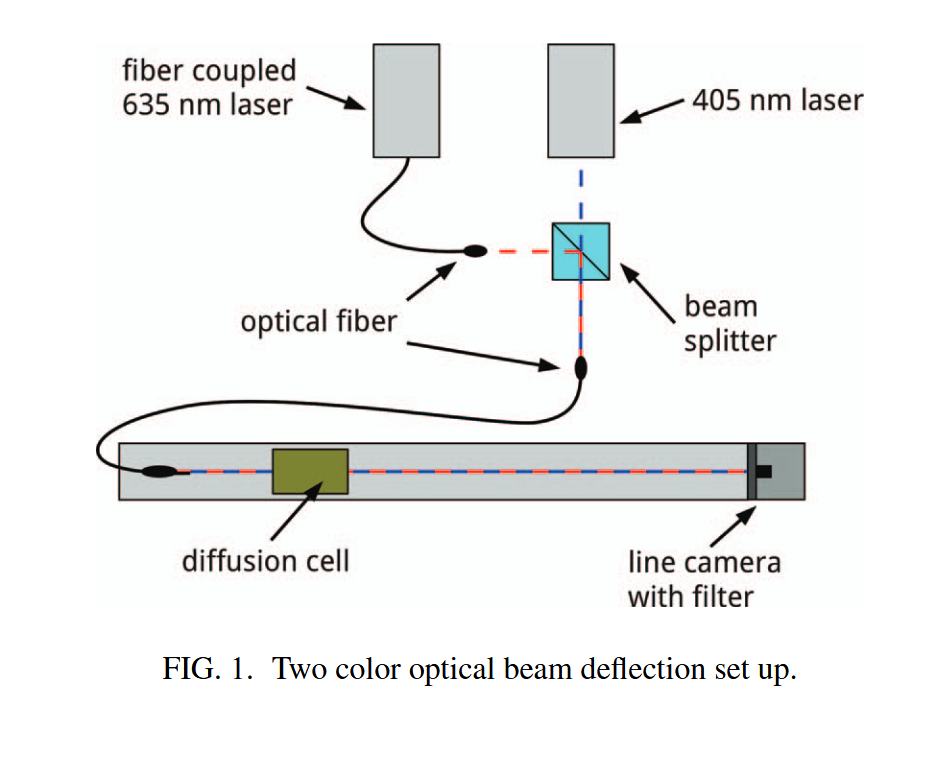 fiber coupled
635 nm laser
405 nm laser
optical fiber
beam
splitter
diffusion cell
line camera
with filter
FIG. 1. Two color optical beam deflection set up.